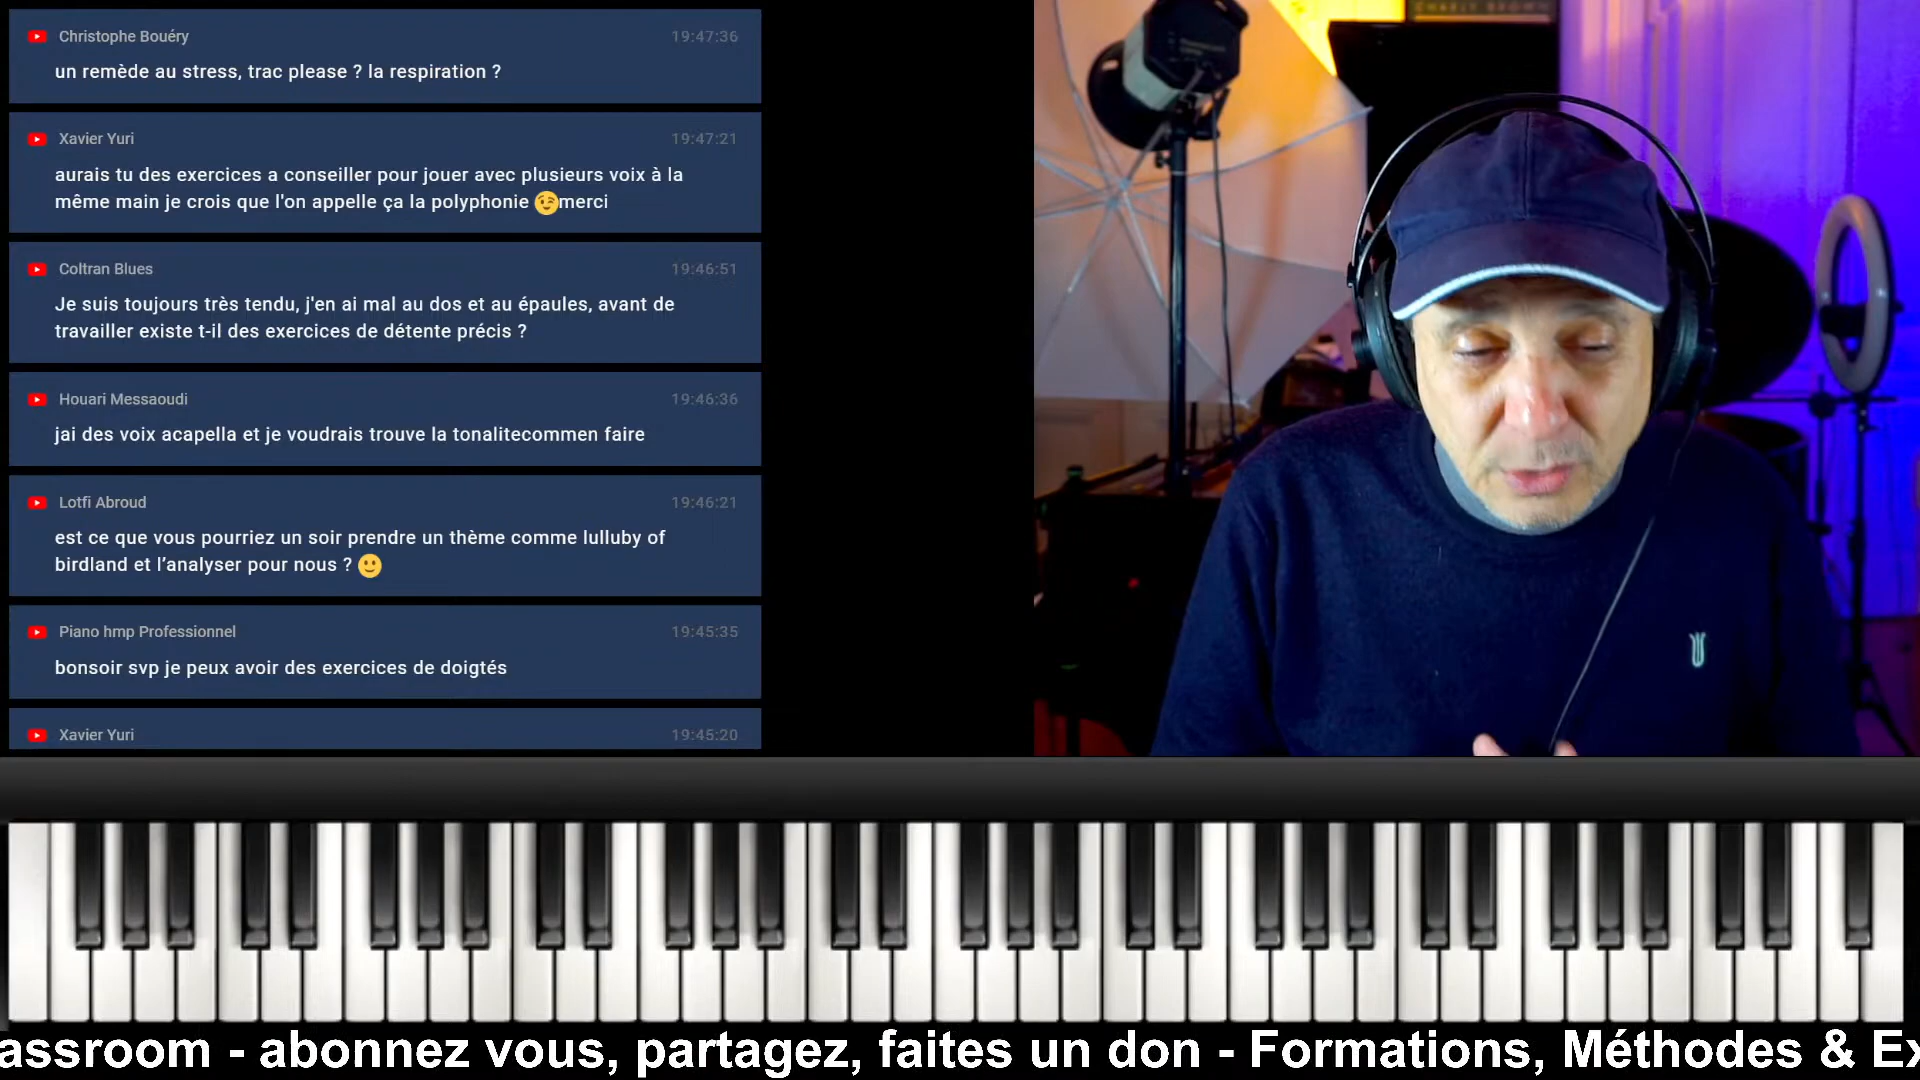 Christophe Bouéry 19:47:36
un remède au stress, trac please ? la respiration ?
Xavier Yuri 19:47:21
aurais tu des exercices a conseiller pour jouer avec plusieurs voix à la
même main je crois que l'on appelle ça la polyphonie 😉merci
Coltran Blues 19:46:51
Je suis toujours très tendu, j'en ai mal au dos et au épaules, avant de
travailler existe t-il des exercices de détente précis ?
Houari Messaoudi 19:46:36
jai des voix acapella et je voudrais trouve la tonalitecommen faire
Lotfi Abroud 19:46:21
est ce que vous pourriez un soir prendre un thème comme lulluby of
birdland et l’analyser pour nous ? 🙂
Piano hmp Professionnel 19:45:35
bonsoir svp je peux avoir des exercices de doigtés
Xavier Yuri 19:45:20
CHARLY BROWN
assroom - abonnez vous, partagez, faites un don - Formations, Méthodes & Ex